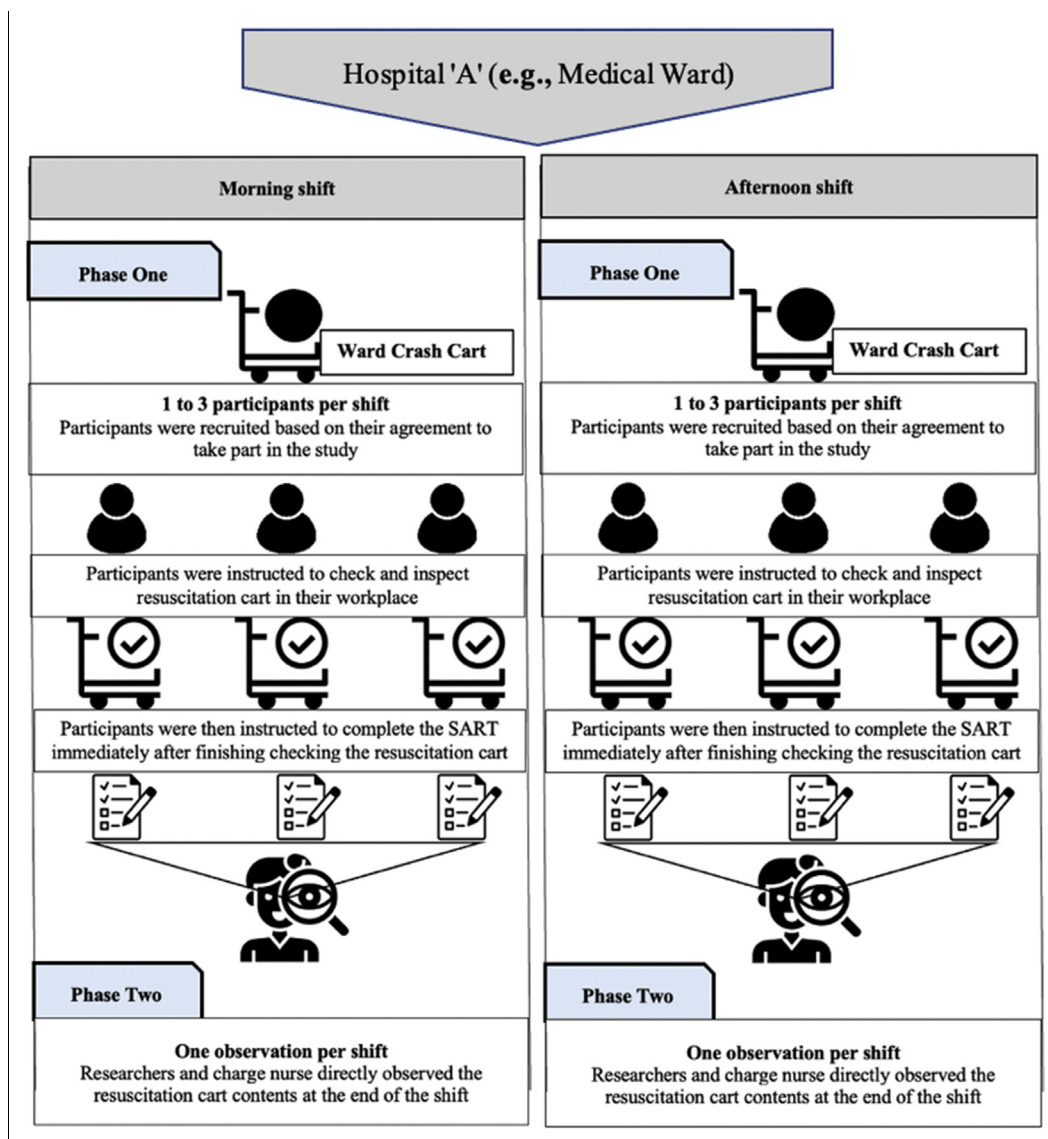 Hospital 'A' (e.g., Medical Ward)
Morning shift
Phase One
Ward Crash Cart
1 to 3 participants per shift
Participants were recruited based on their agreement to
take part in the study
Participants were instructed to check and inspect
resuscitation cart in their workplace
Participants were then instructed to complete the SART
immediately after finishing checking the resuscitation cart
Phase Two
One observation per shift
Researchers and charge nurse directly observed the
resuscitation cart contents at the end of the shift
Afternoon shift
Phase One
Ward Crash Cart
1 to 3 participants per shift
Participants were recruited based on their agreement to
take part in the study
Participants were instructed to check and inspect
resuscitation cart in their workplace
Participants were then instructed to complete the SART
immediately after finishing checking the resuscitation cart
Phase Two
One observation per shift
Researchers and charge nurse directly observed the
resuscitation cart contents at the end of the shift